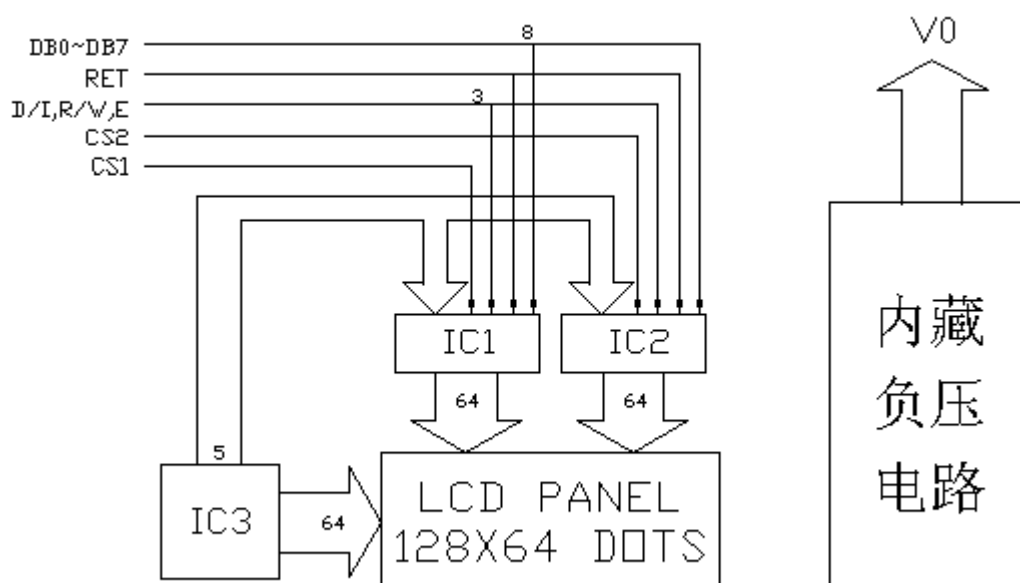 8
DB0~DB7
RET
3
D/I,R/W,E
CS2
CS1
IC1
IC2
64
64
5
IC3
64
LCD PANEL
128X64 DOTS
V0
内藏
负压
电路